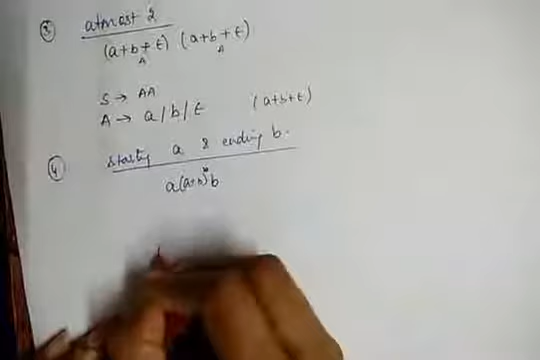 ③ atmost 2
(a+b+ε) (a+b+ε)
A A
S → AA
A → a/b/ε (a+b+ε)
④ starting a & ending b.
a(a+b)*b